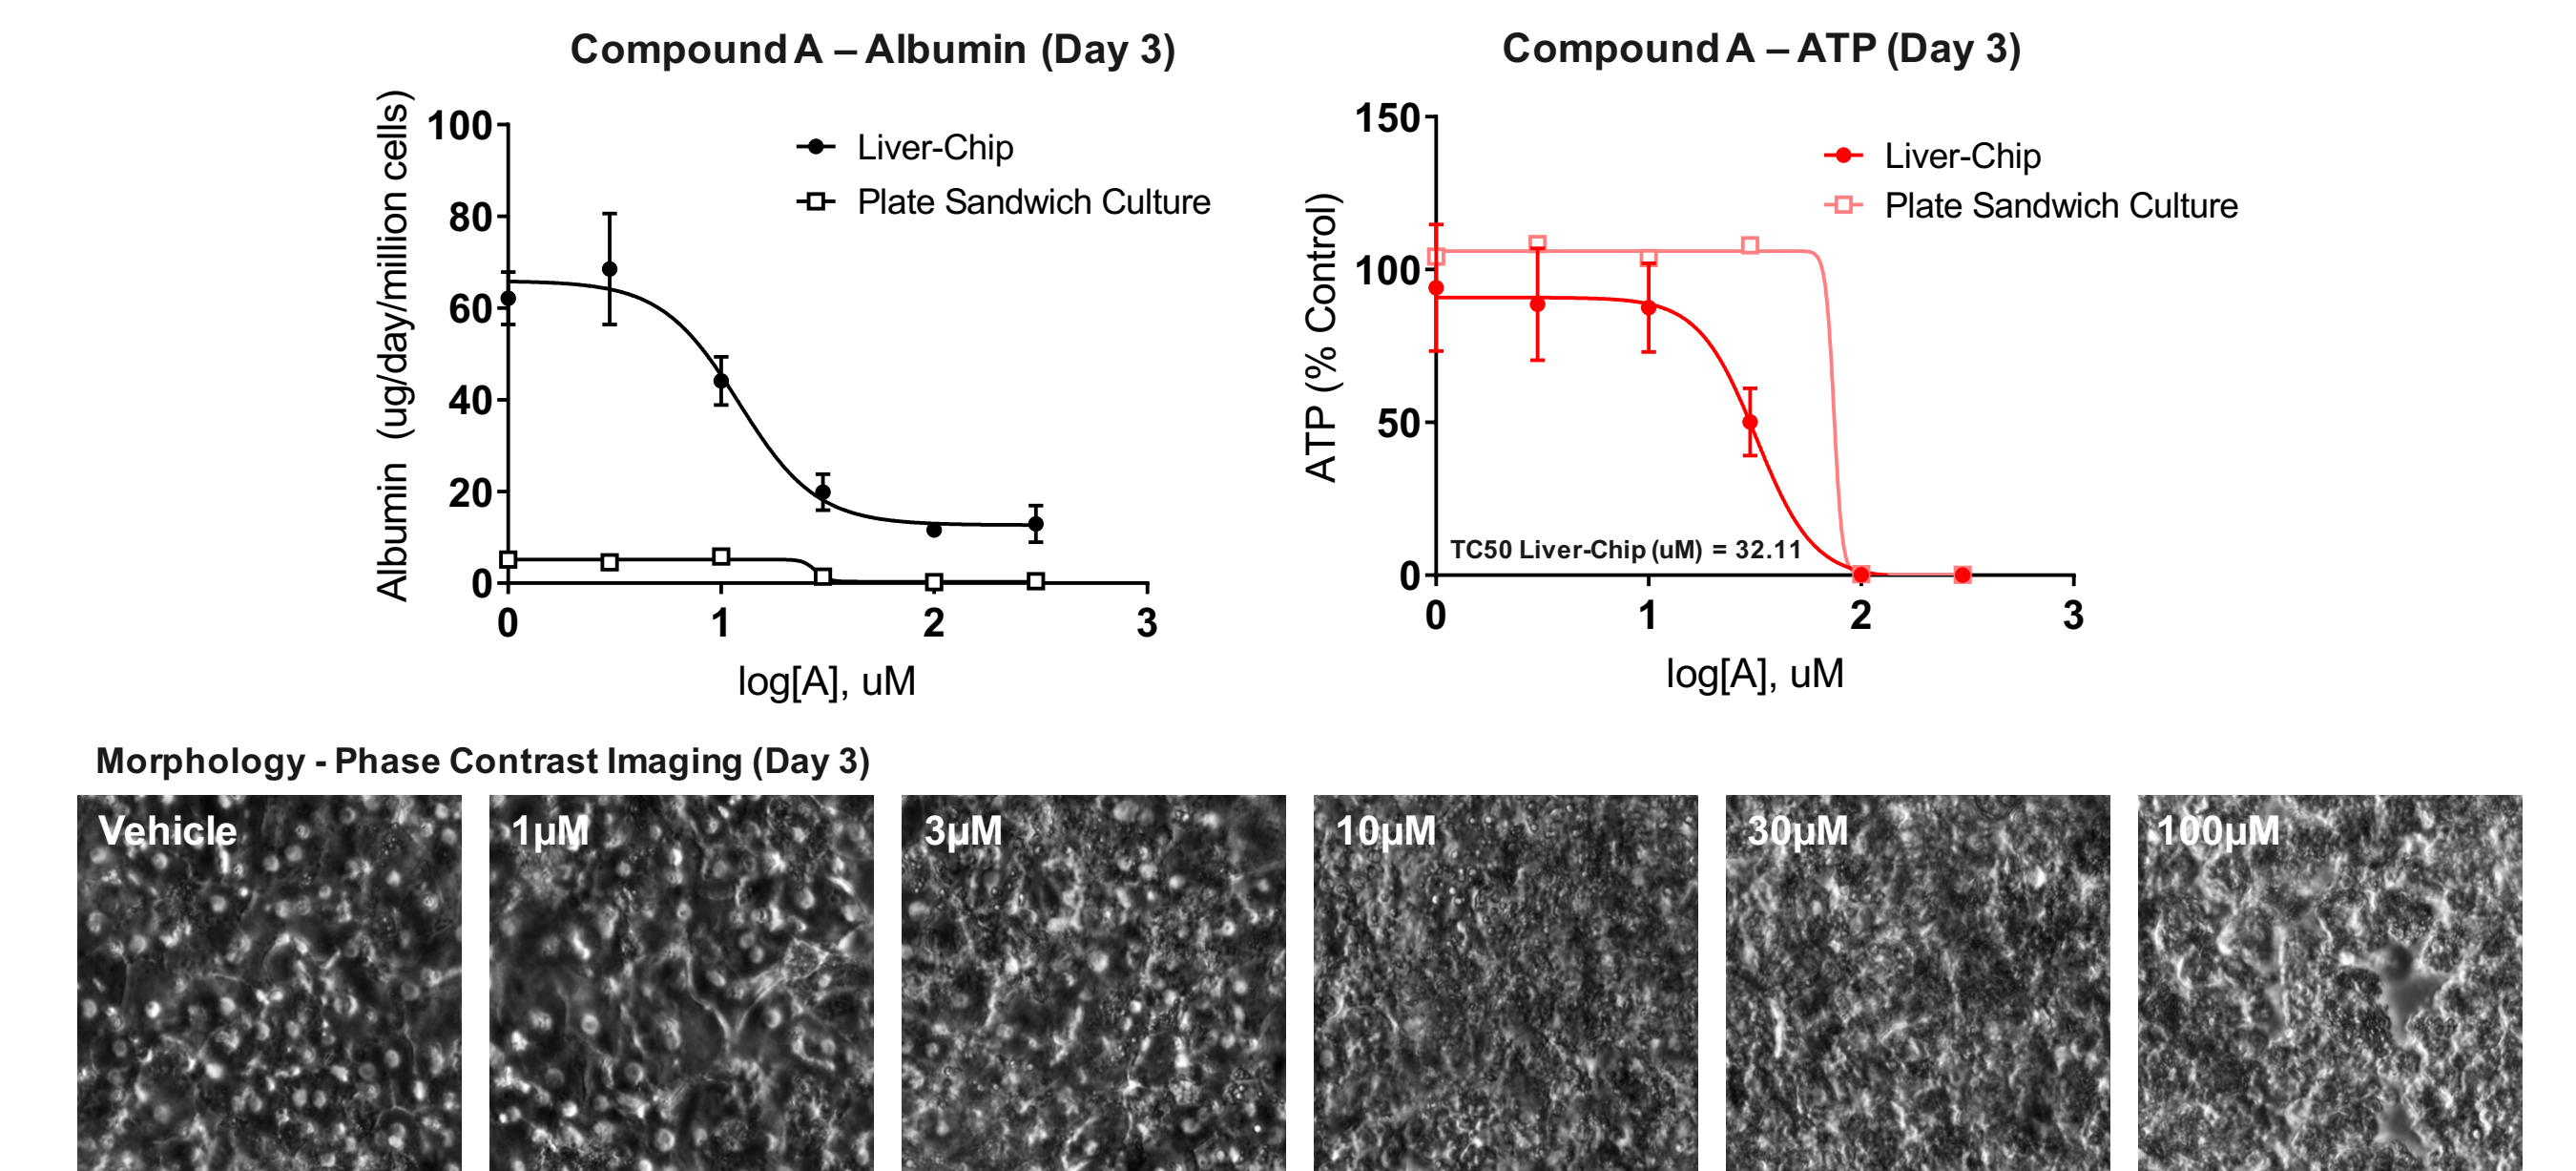 Compound A – Albumin (Day 3)
Albumin (ug/day/million cells)
100
80
60
40
20
0
0
1
2
3
log[A], uM
Liver-Chip
Plate Sandwich Culture
Compound A – ATP (Day 3)
ATP (% Control)
150
100
50
0
0
1
2
3
log[A], uM
Liver-Chip
Plate Sandwich Culture
TC50 Liver-Chip (uM) = 32.11
Morphology - Phase Contrast Imaging (Day 3)
Vehicle
1µM
3µM
10µM
30µM
100µM